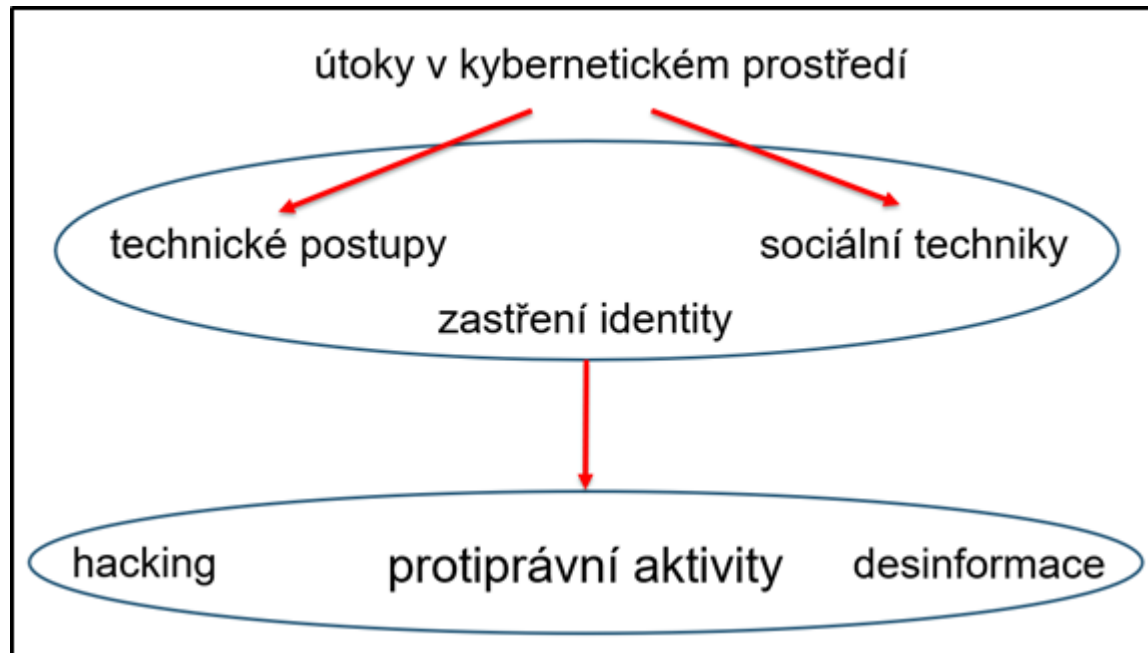 útoky v kybernetickém prostředí
technické postupy
sociální techniky
zastření identity
hacking
protiprávní aktivity
desinformace